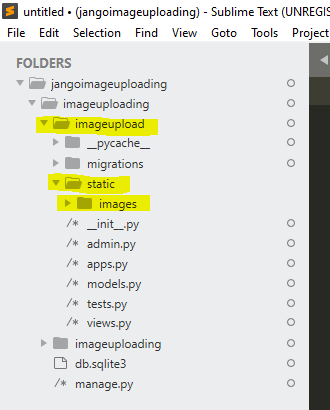 untitled • (jangoimageuploading) - Sublime Text (UNREGIS
File Edit Selection Find View Goto Tools Project
FOLDERS
jangoimageuploading
imageuploading
imageupload
__pycache__
migrations
static
images
/* __init__.py
/* admin.py
/* apps.py
/* models.py
/* tests.py
/* views.py
imageuploading
db.sqlite3
/* manage.py